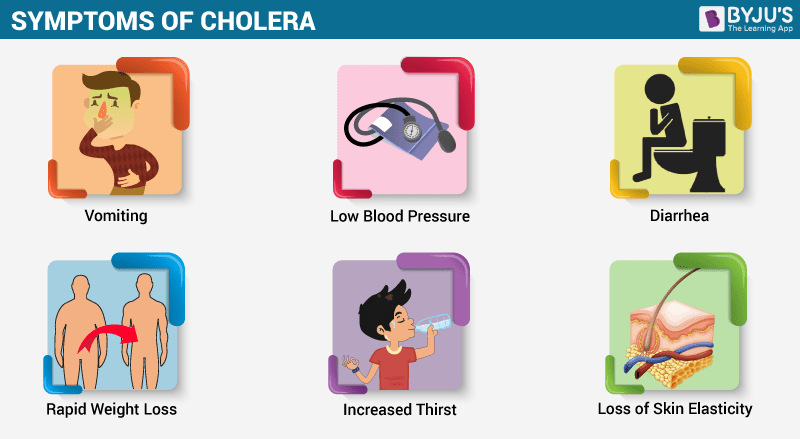 SYMPTOMS OF CHOLERA
BYJU'S
The Learning App
Vomiting
Low Blood Pressure
Diarrhea
Rapid Weight Loss
Increased Thirst
Loss of Skin Elasticity